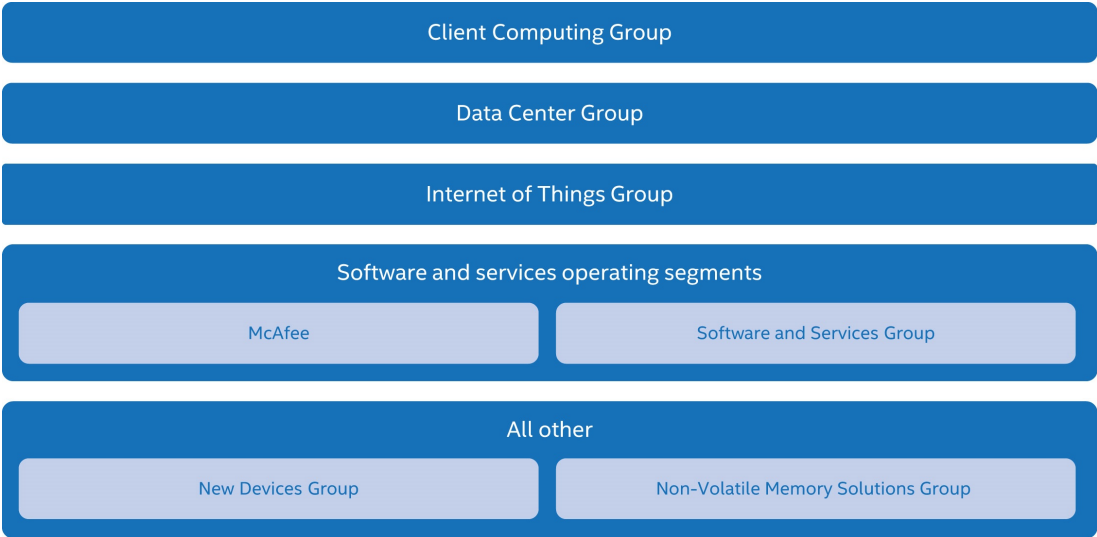 Client Computing Group
Data Center Group
Internet of Things Group
Software and services operating segments
McAfee
Software and Services Group
All other
New Devices Group
Non-Volatile Memory Solutions Group